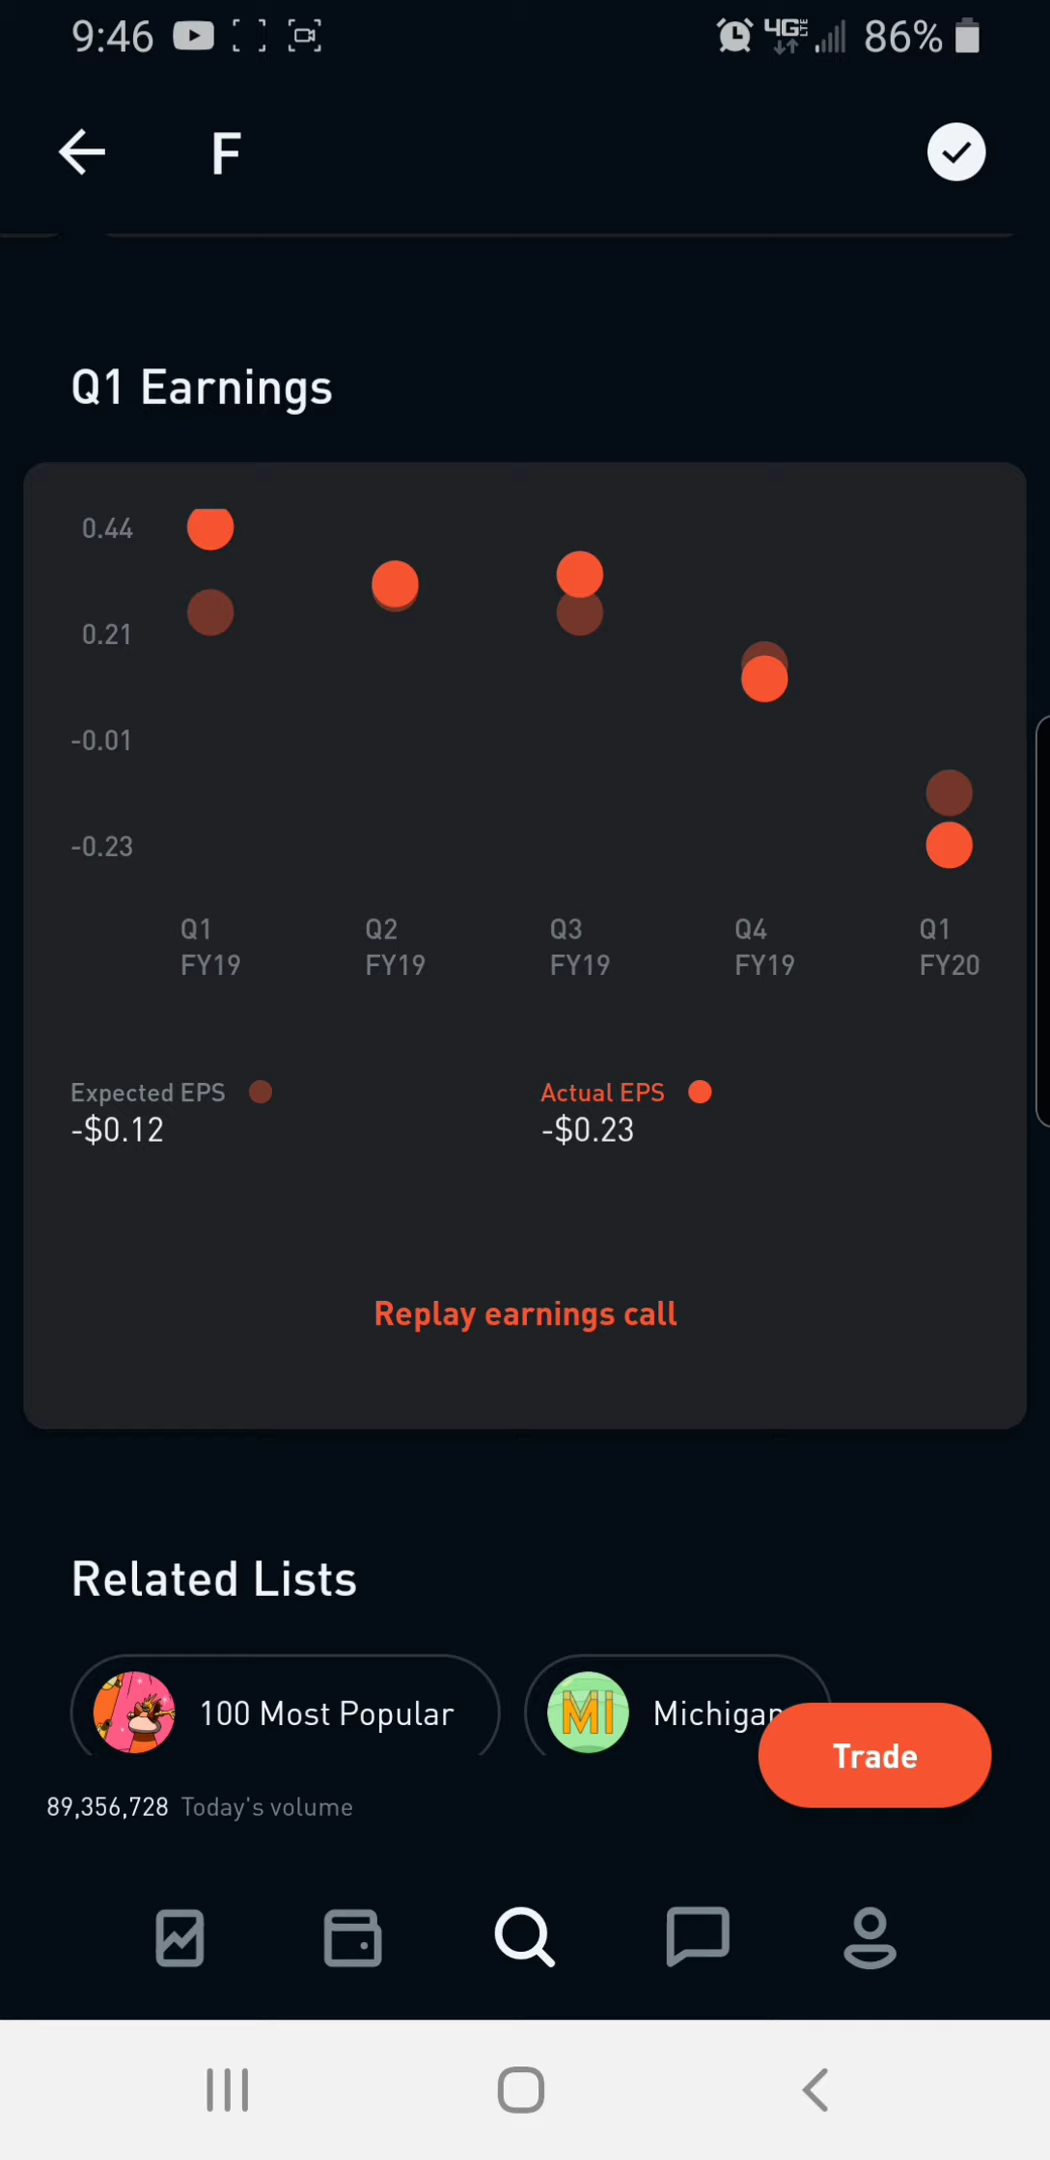 9:46 4G LTE 86%
F
Q1 Earnings
0.44
0.21
-0.01
-0.23
Q1 Q2 Q3 Q4 Q1
FY19 FY19 FY19 FY19 FY20
Expected EPS Actual EPS
-$0.12 -$0.23
Replay earnings call
Related Lists
100 Most Popular MI Michigan
Trade
89,356,728 Today's volume